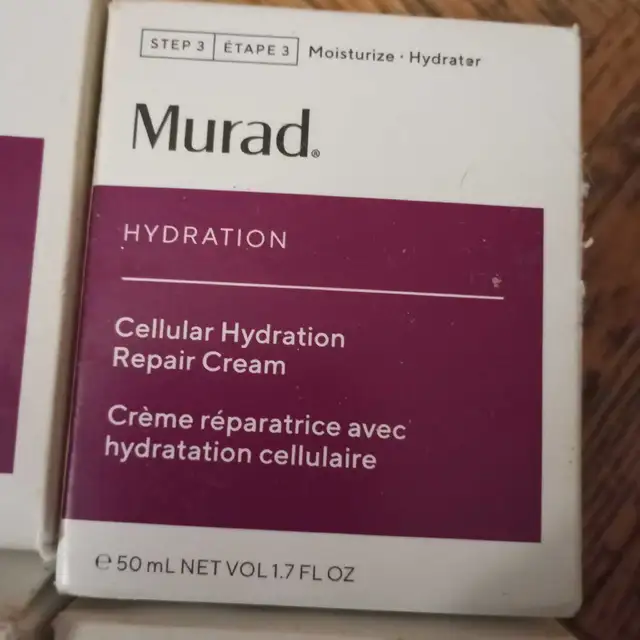 STEP 3 ÉTAPE 3 Moisturize · Hydrater
Murad®
HYDRATION
Cellular Hydration
Repair Cream
Crème réparatrice avec
hydratation cellulaire
℮ 50 mL NET VOL 1.7 FL OZ